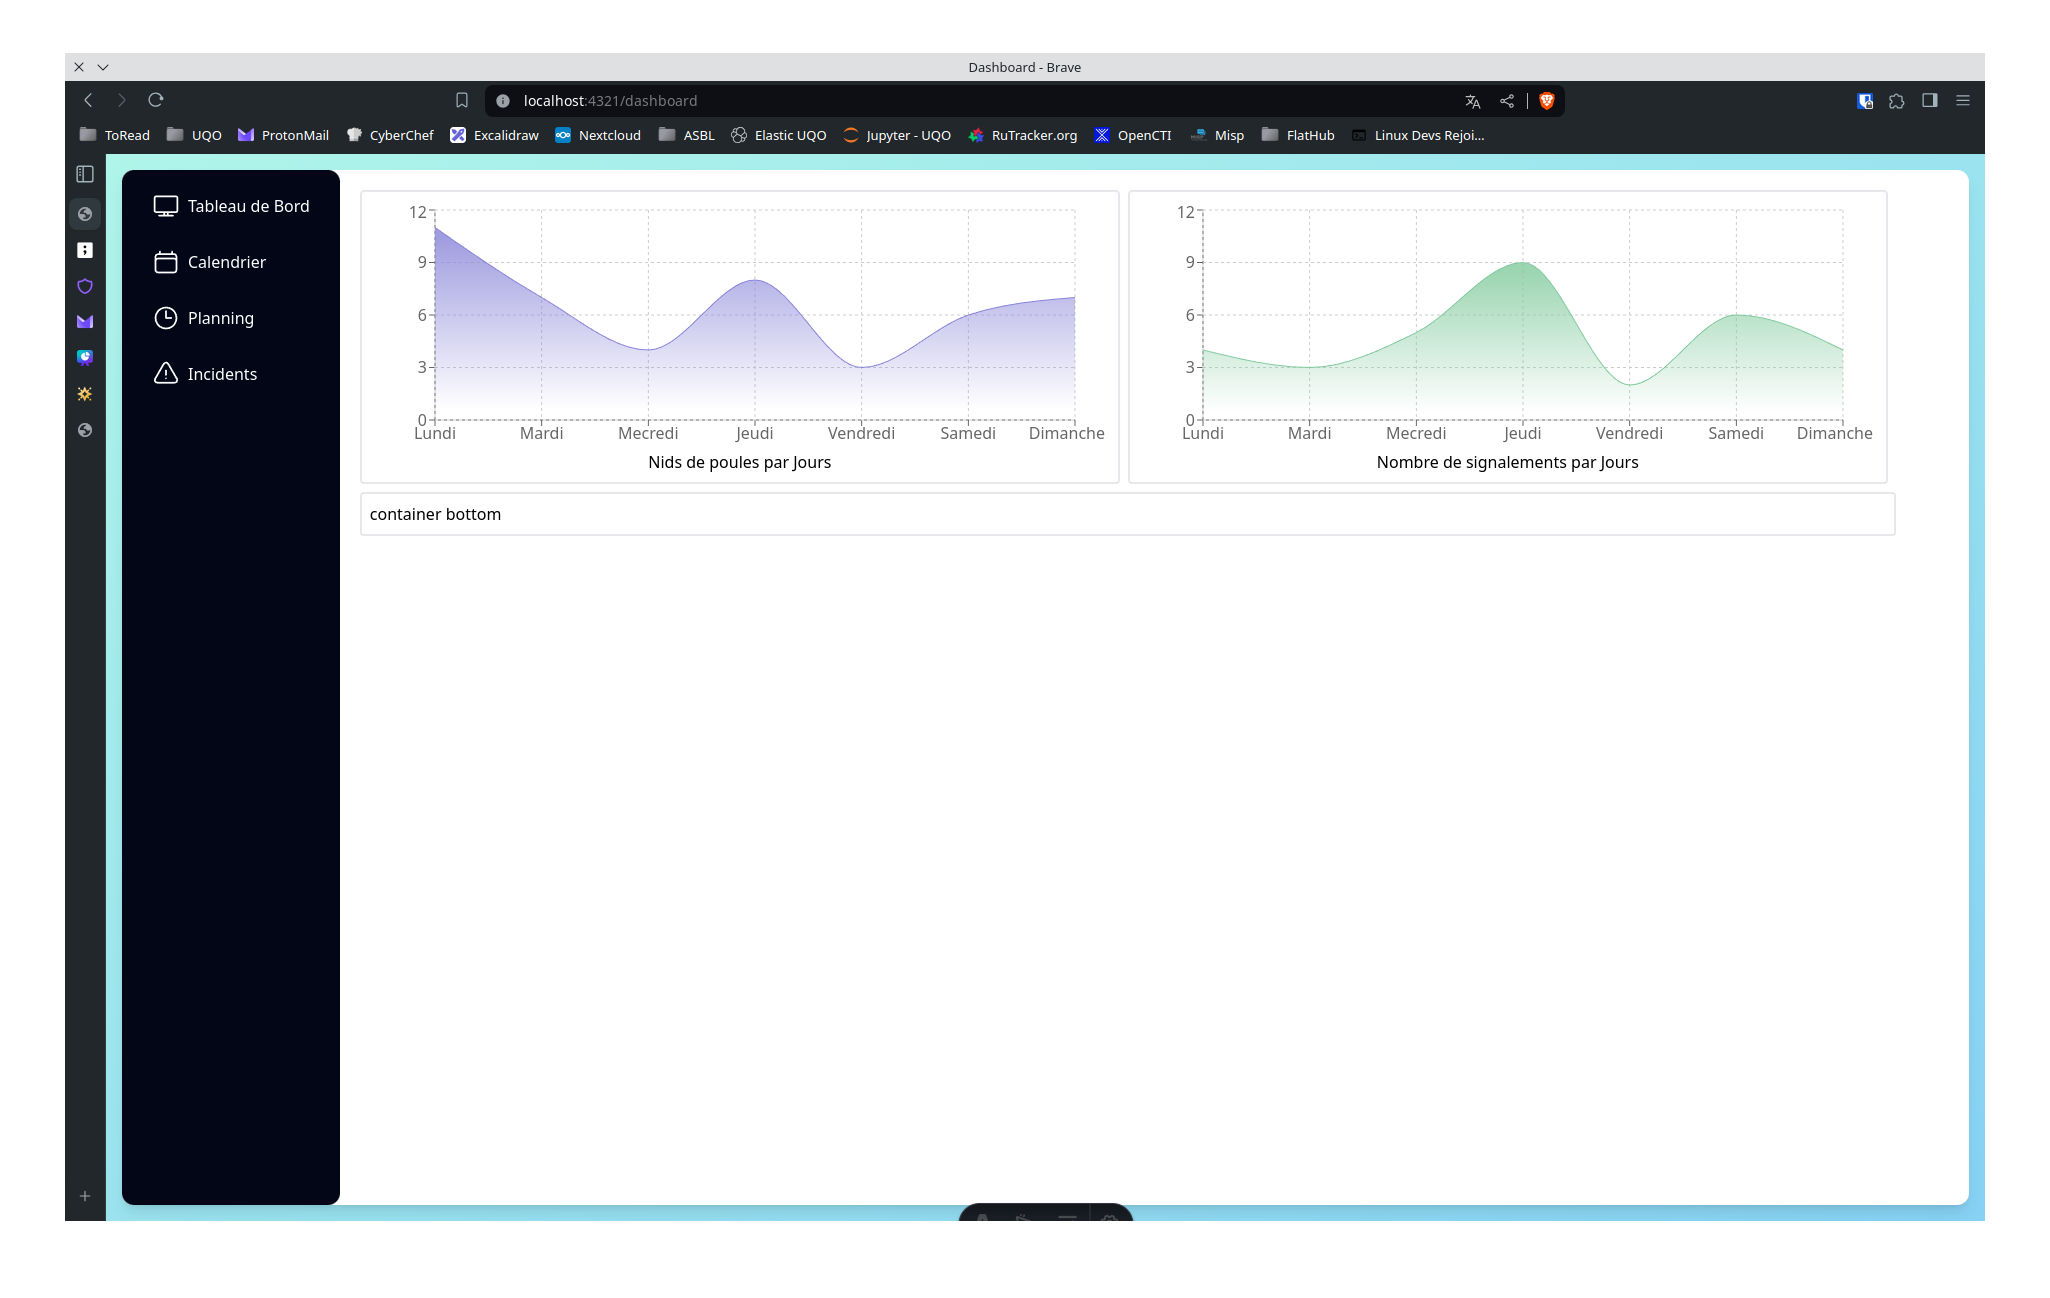 Dashboard - Brave
localhost:4321/dashboard
ToRead UQO ProtonMail CyberChef Excalidraw Nextcloud ASBL Elastic UQO Jupyter - UQO RuTracker.org OpenCTI Misp FlatHub Linux Devs Rejoi...
Tableau de Bord
Calendrier
Planning
Incidents
12
9
6
3
0
Lundi Mardi Mecredi Jeudi Vendredi Samedi Dimanche
Nids de poules par Jours
12
9
6
3
0
Lundi Mardi Mecredi Jeudi Vendredi Samedi Dimanche
Nombre de signalements par Jours
container bottom